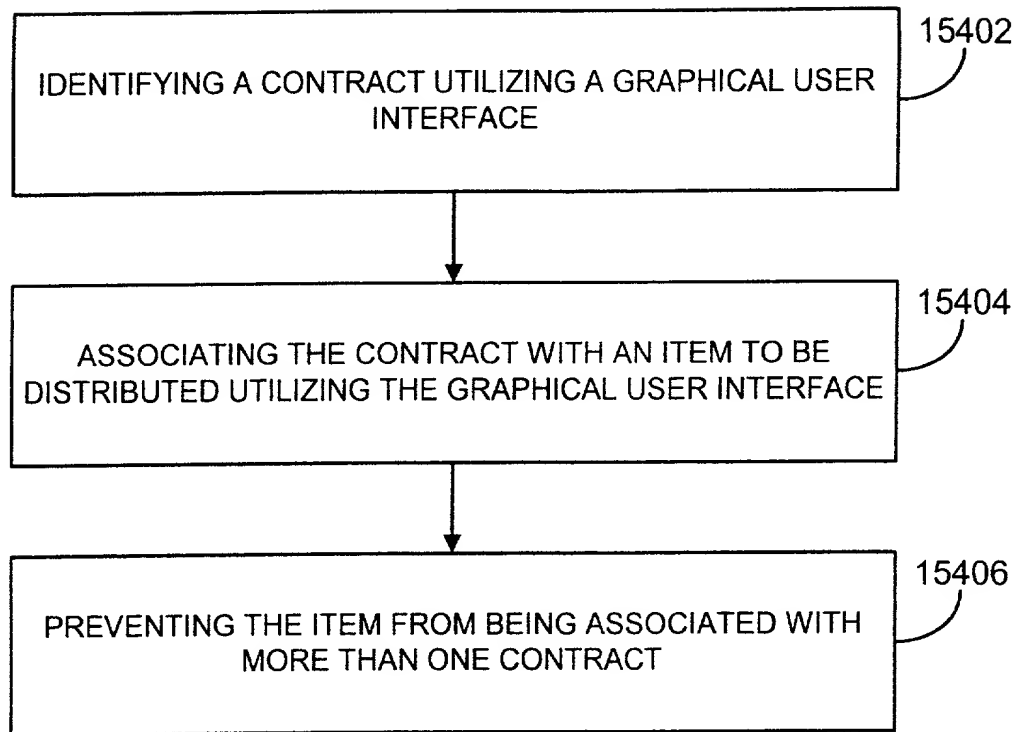 15402
IDENTIFYING A CONTRACT UTILIZING A GRAPHICAL USER
INTERFACE
15404
ASSOCIATING THE CONTRACT WITH AN ITEM TO BE
DISTRIBUTED UTILIZING THE GRAPHICAL USER INTERFACE
15406
PREVENTING THE ITEM FROM BEING ASSOCIATED WITH
MORE THAN ONE CONTRACT